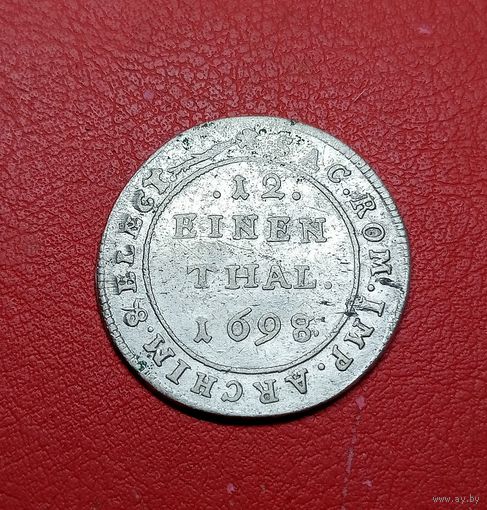 SAC. ROM. IMP. ARCHIM. & ELECT.
. 12 .
EINEN
THAL.
1698.
www.ay.by